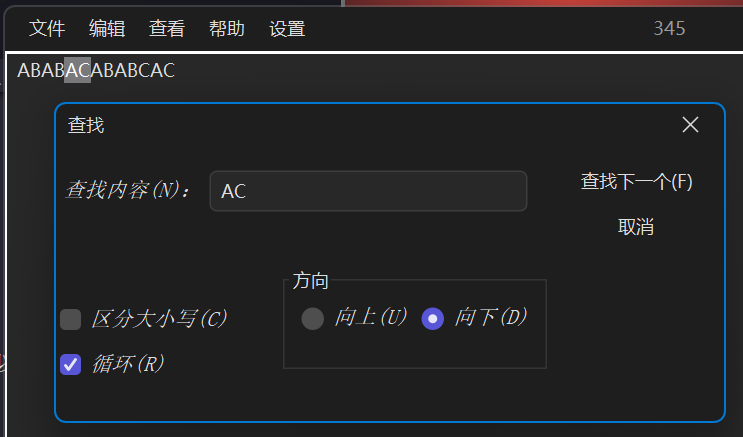 文件 编辑 查看 帮助 设置 345
ABABACABABCAC
查找
查找内容(N)： AC 查找下一个(F)
取消
方向
区分大小写(C) 向上(U) 向下(D)
循环(R)